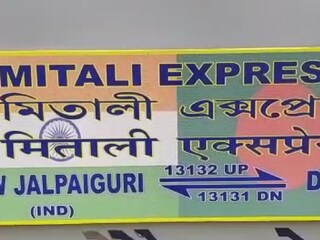 MITALI EXPRES
মিতালী এক্সপ্রে
मिताली एक्सप्रे
W JALPAIGURI 13132 UP D
13131 DN
(IND)